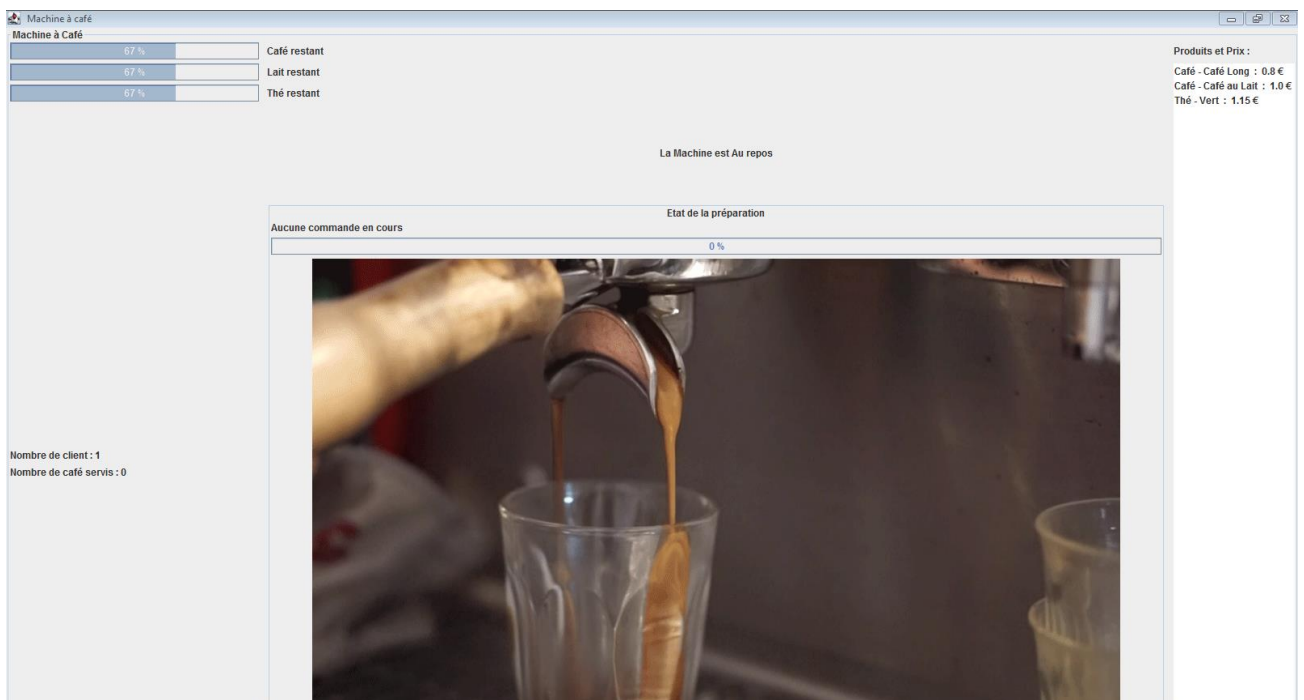 Machine à café
Machine à Café
67 % Café restant
67 % Lait restant
67 % Thé restant
Produits et Prix :
Café - Café Long : 0.8 €
Café - Café au Lait : 1.0 €
Thé - Vert : 1.15 €
La Machine est Au repos
Etat de la préparation
Aucune commande en cours
0 %
Nombre de client : 1
Nombre de café servis : 0